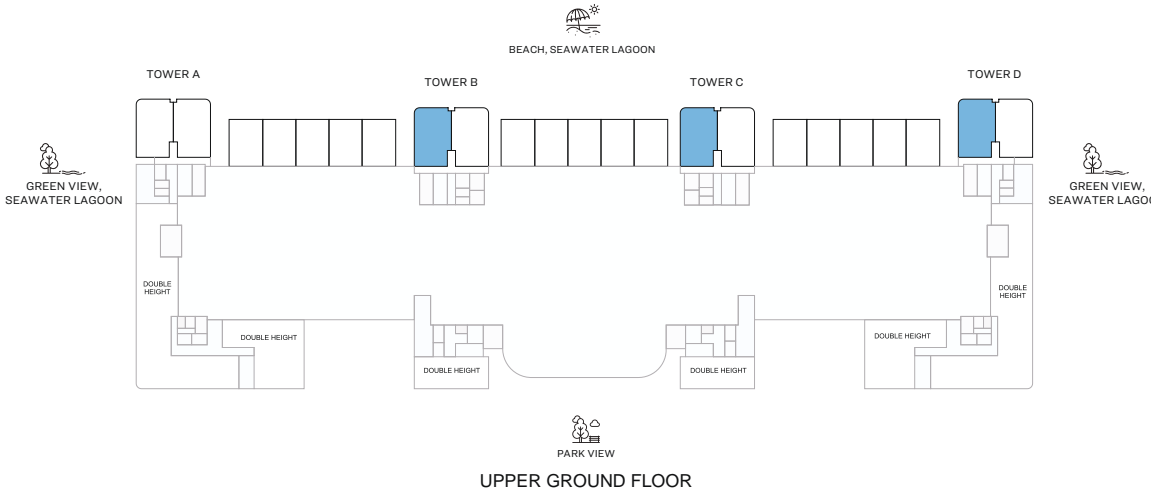 BEACH, SEAWATER LAGOON
TOWER A
TOWER B
TOWER C
TOWER D
GREEN VIEW,
SEAWATER LAGOON
GREEN VIEW,
SEAWATER LAGOO
DOUBLE
HEIGHT
DOUBLE
HEIGHT
DOUBLE HEIGHT
DOUBLE HEIGHT
DOUBLE HEIGHT
DOUBLE HEIGHT
PARK VIEW
UPPER GROUND FLOOR